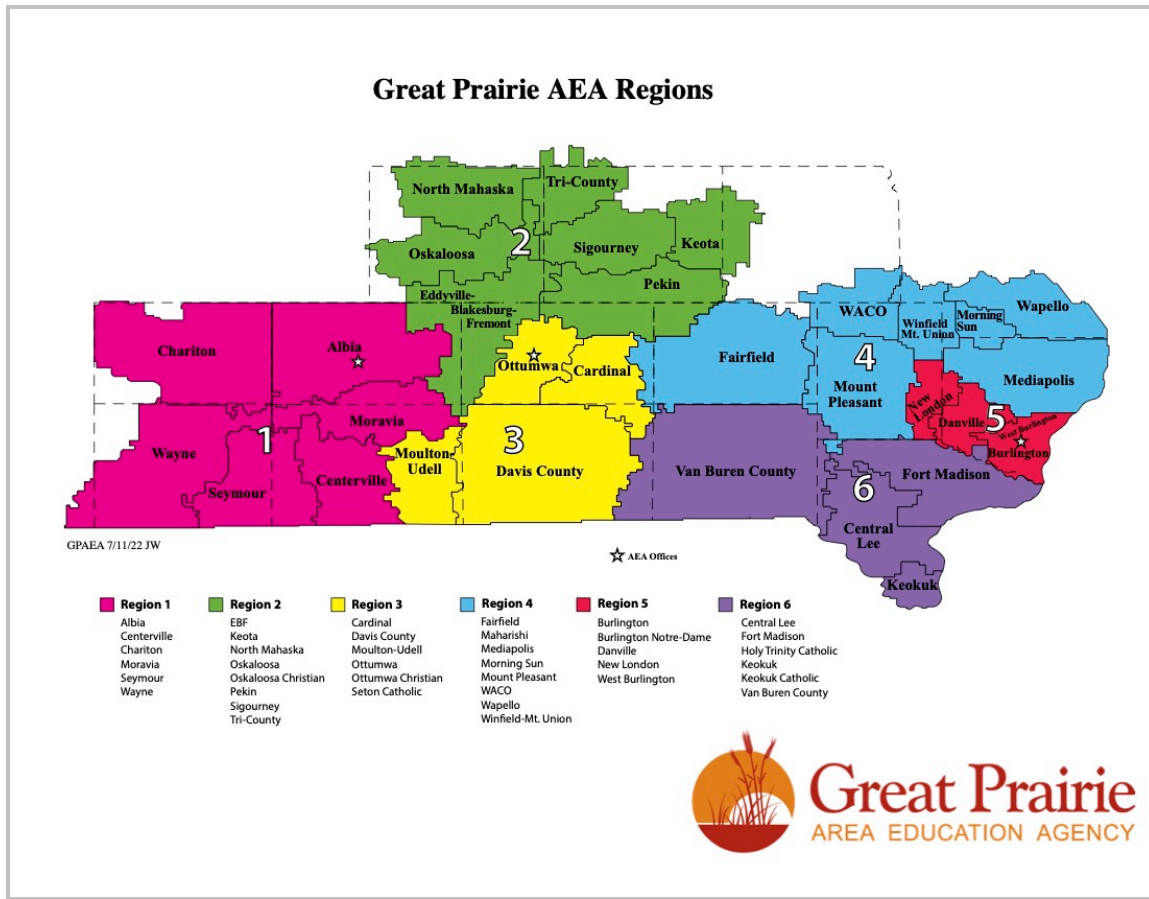 Great Prairie AEA Regions
North Mahaska
Tri-County
2
Oskaloosa
Sigourney
Keota
Pekin
Eddyville-
Blakesburg-
Fremont
Chariton
Albia
Ottumwa
Cardinal
Fairfield
WACO
Winfield
Mt. Union
Morning
Sun
Wapello
4
Mount
Pleasant
Mediapolis
New
London
Danville
5
West Burlington
Burlington
Moravia
Wayne
1
Seymour
Centerville
Moulton-
Udell
3
Davis County
Van Buren County
Fort Madison
6
Central
Lee
Keokuk
GPAEA 7/11/22 JW
AEA Offices
Region 1
Albia
Centerville
Chariton
Moravia
Seymour
Wayne
Region 2
EBF
Keota
North Mahaska
Oskaloosa
Oskaloosa Christian
Pekin
Sigourney
Tri-County
Region 3
Cardinal
Davis County
Moulton-Udell
Ottumwa
Ottumwa Christian
Seton Catholic
Region 4
Fairfield
Maharishi
Mediapolis
Morning Sun
Mount Pleasant
WACO
Wapello
Winfield-Mt. Union
Region 5
Burlington
Burlington Notre-Dame
Danville
New London
West Burlington
Region 6
Central Lee
Fort Madison
Holy Trinity Catholic
Keokuk
Keokuk Catholic
Van Buren County
Great Prairie
AREA EDUCATION AGENCY